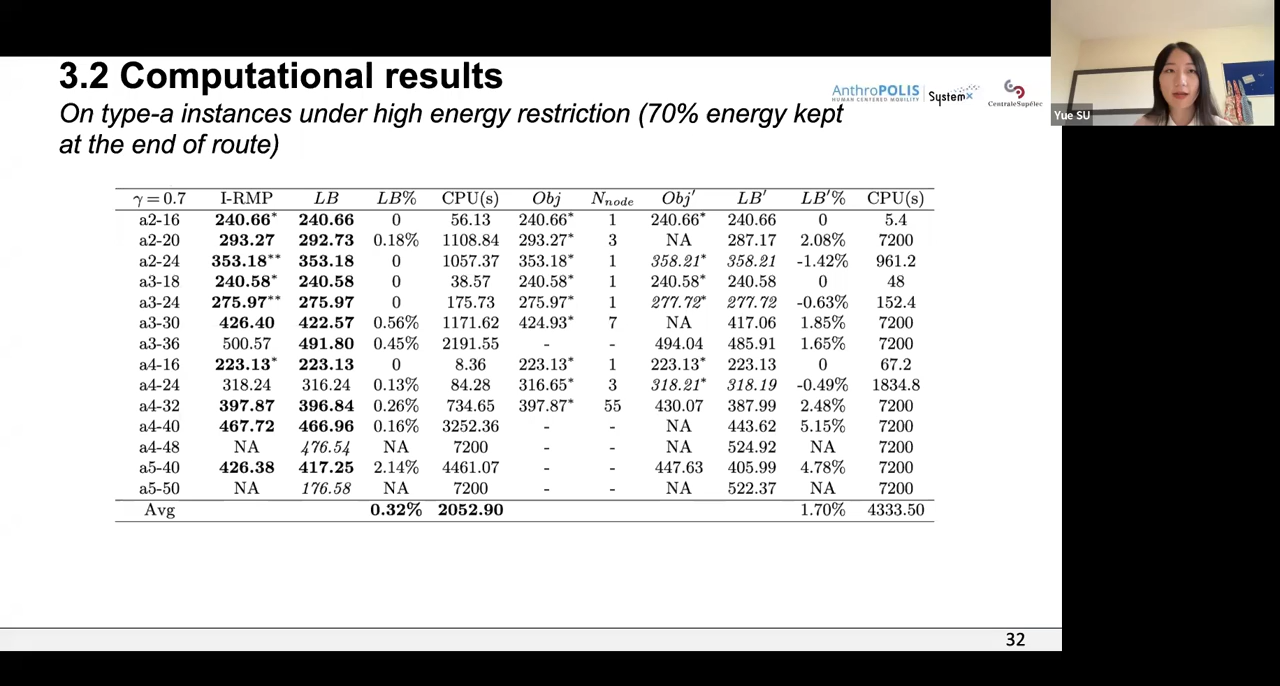 3.2 Computational results
On type-a instances under high energy restriction (70% energy kept
at the end of route)
AnthroPOLIS
HUMAN CENTERED MOBILITY
SystemX
CentraleSupélec
Yue SU
γ = 0.7 I-RMP LB LB% CPU(s) Obj N_node Obj′ LB′ LB′% CPU(s)
a2-16 240.66* 240.66 0 56.13 240.66* 1 240.66* 240.66 0 5.4
a2-20 293.27 292.73 0.18% 1108.84 293.27* 3 NA 287.17 2.08% 7200
a2-24 353.18** 353.18 0 1057.37 353.18* 1 358.21* 358.21 -1.42% 961.2
a3-18 240.58* 240.58 0 38.57 240.58* 1 240.58* 240.58 0 48
a3-24 275.97** 275.97 0 175.73 275.97* 1 277.72* 277.72 -0.63% 152.4
a3-30 426.40 422.57 0.56% 1171.62 424.93* 7 NA 417.06 1.85% 7200
a3-36 500.57 491.80 0.45% 2191.55 - - 494.04 485.91 1.65% 7200
a4-16 223.13* 223.13 0 8.36 223.13* 1 223.13* 223.13 0 67.2
a4-24 318.24 316.24 0.13% 84.28 316.65* 3 318.21* 318.19 -0.49% 1834.8
a4-32 397.87 396.84 0.26% 734.65 397.87* 55 430.07 387.99 2.48% 7200
a4-40 467.72 466.96 0.16% 3252.36 - - NA 443.62 5.15% 7200
a4-48 NA 476.54 NA 7200 - - NA 524.92 NA 7200
a5-40 426.38 417.25 2.14% 4461.07 - - 447.63 405.99 4.78% 7200
a5-50 NA 176.58 NA 7200 - - NA 522.37 NA 7200
Avg 0.32% 2052.90 1.70% 4333.50
32